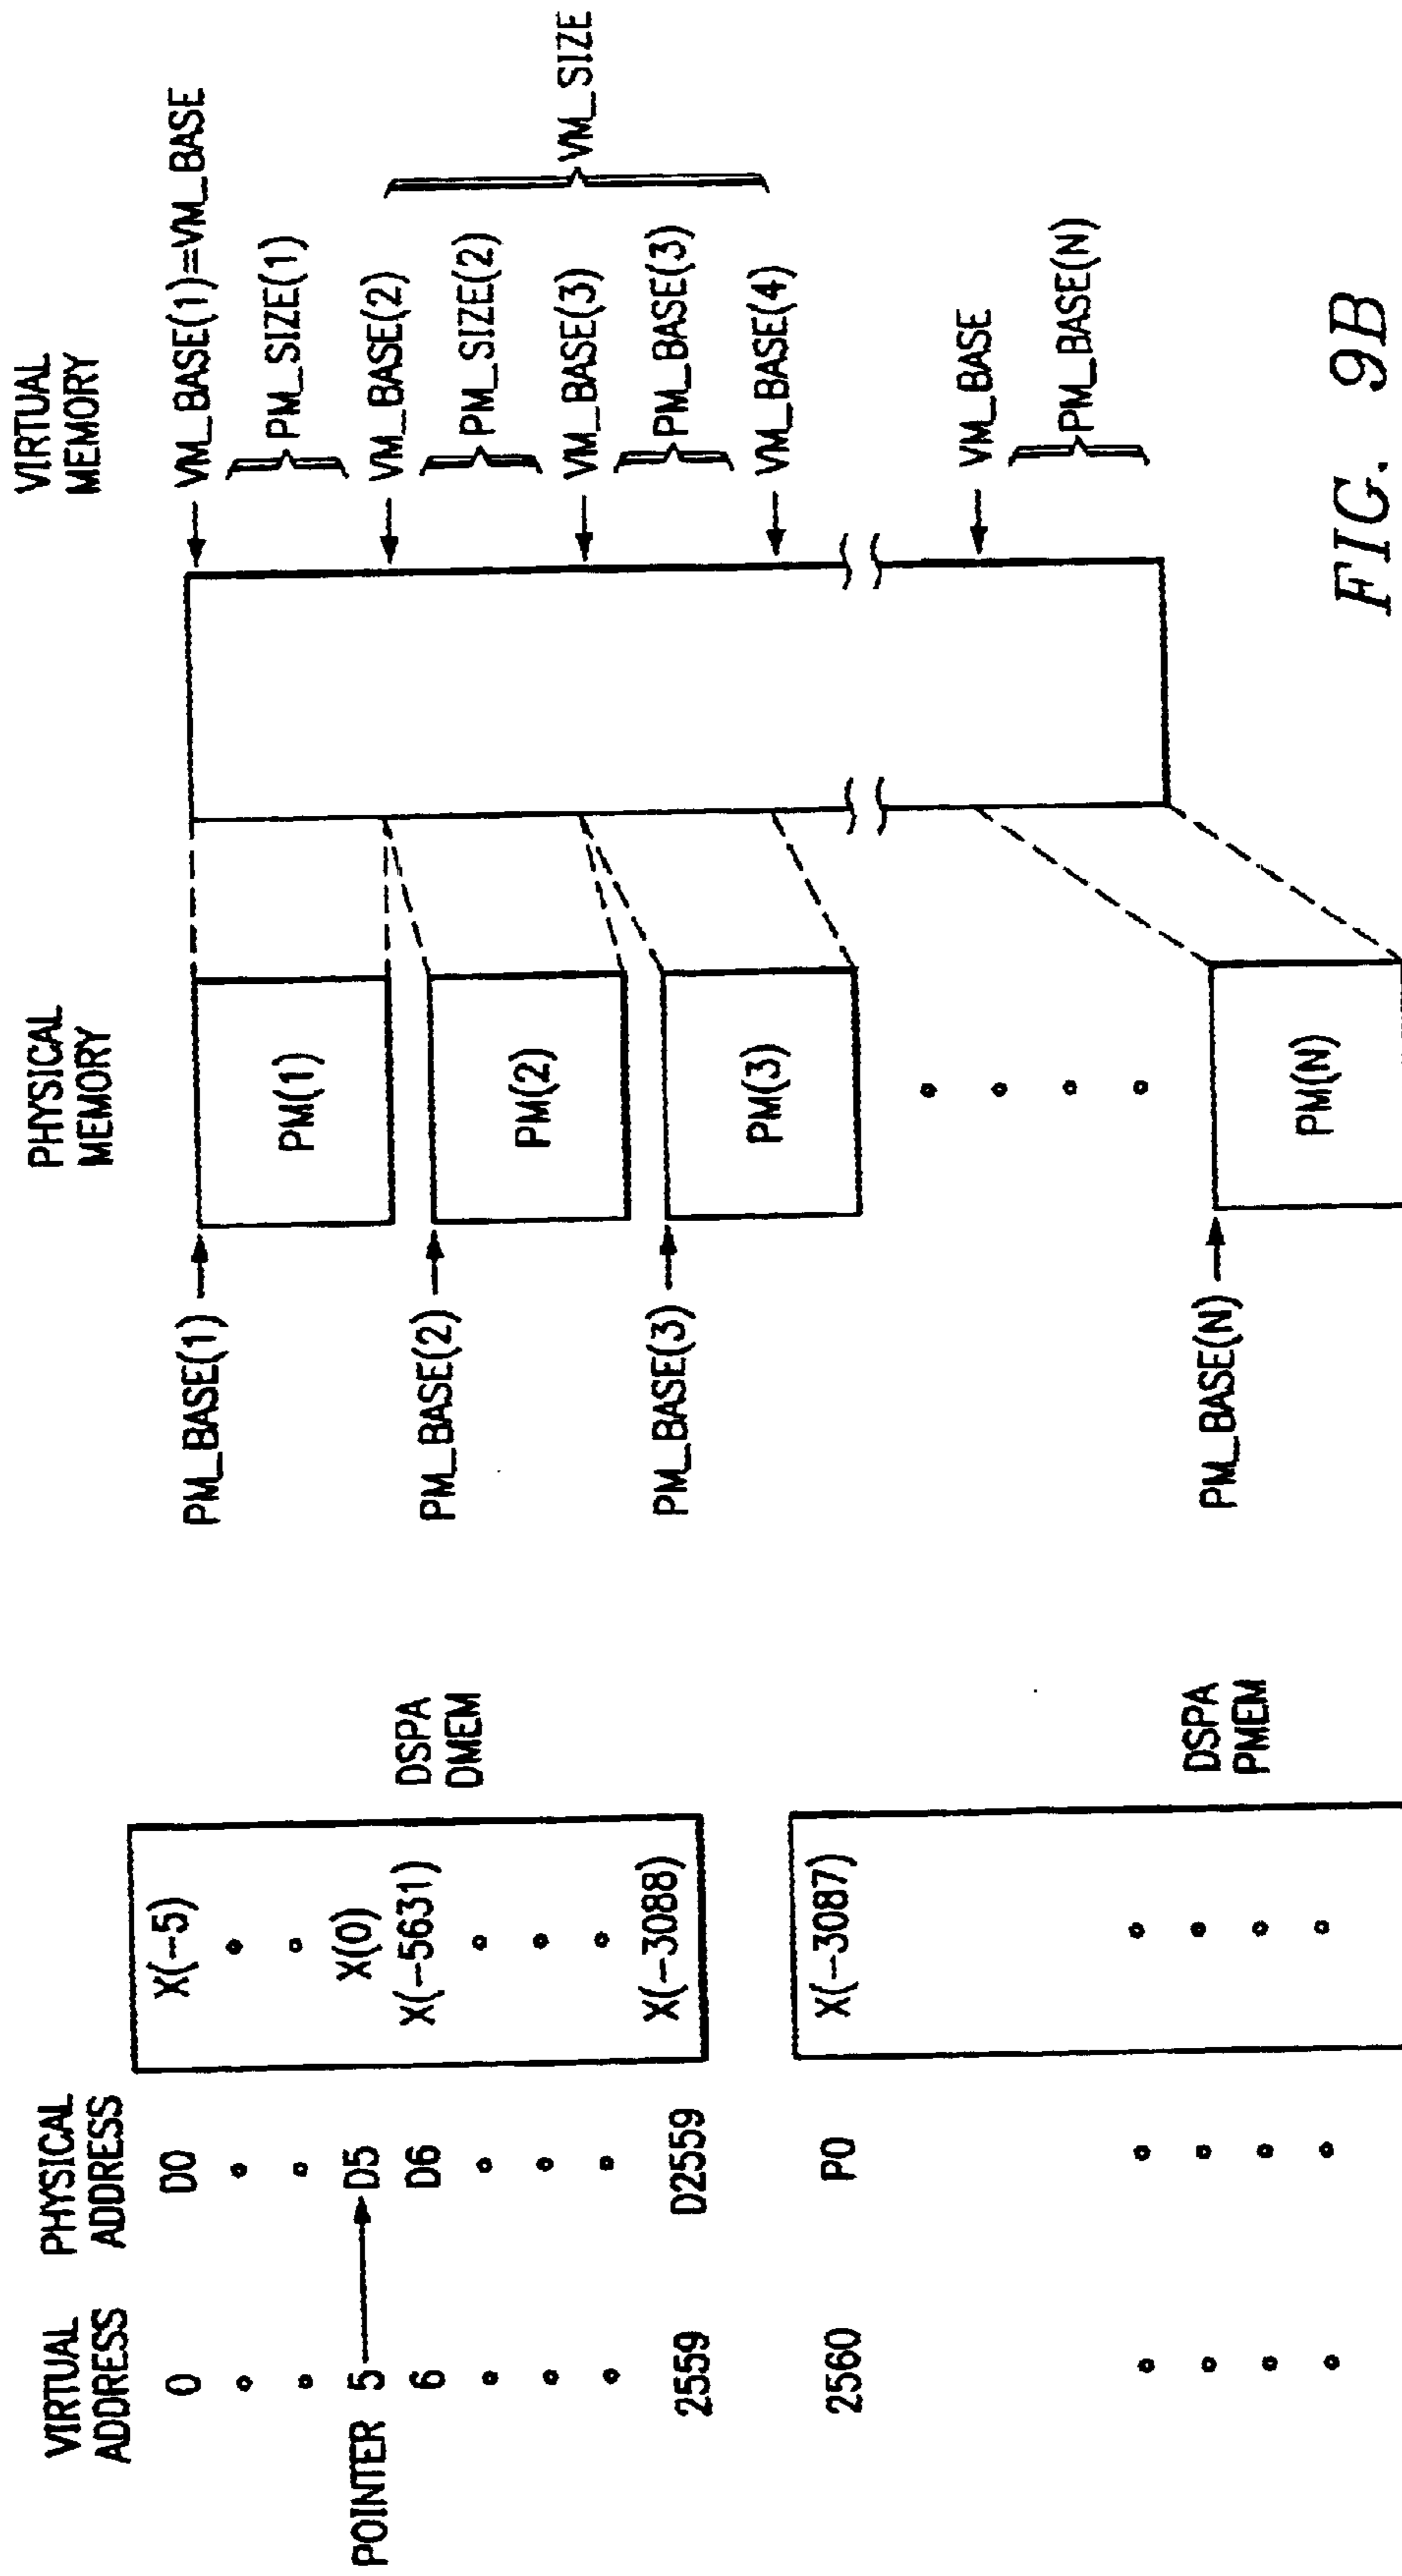 VIRTUAL
ADDRESS
PHYSICAL
ADDRESS
0
D0
X(-5)
POINTER
5
D5
X(0)
6
D6
X(-5631)
DSPA
DMEM
2559
D2559
X(-3088)
2560
P0
X(-3087)
DSPA
PMEM
PHYSICAL
MEMORY
VIRTUAL
MEMORY
PM_BASE(1)
PM(1)
PM_BASE(2)
PM(2)
PM_BASE(3)
PM(3)
PM_BASE(N)
PM(N)
VM_BASE(1)=VM_BASE
PM_SIZE(1)
VM_BASE(2)
PM_SIZE(2)
VM_SIZE
VM_BASE(3)
PM_BASE(3)
VM_BASE(4)
VM_BASE
PM_BASE(N)
FIG. 9B